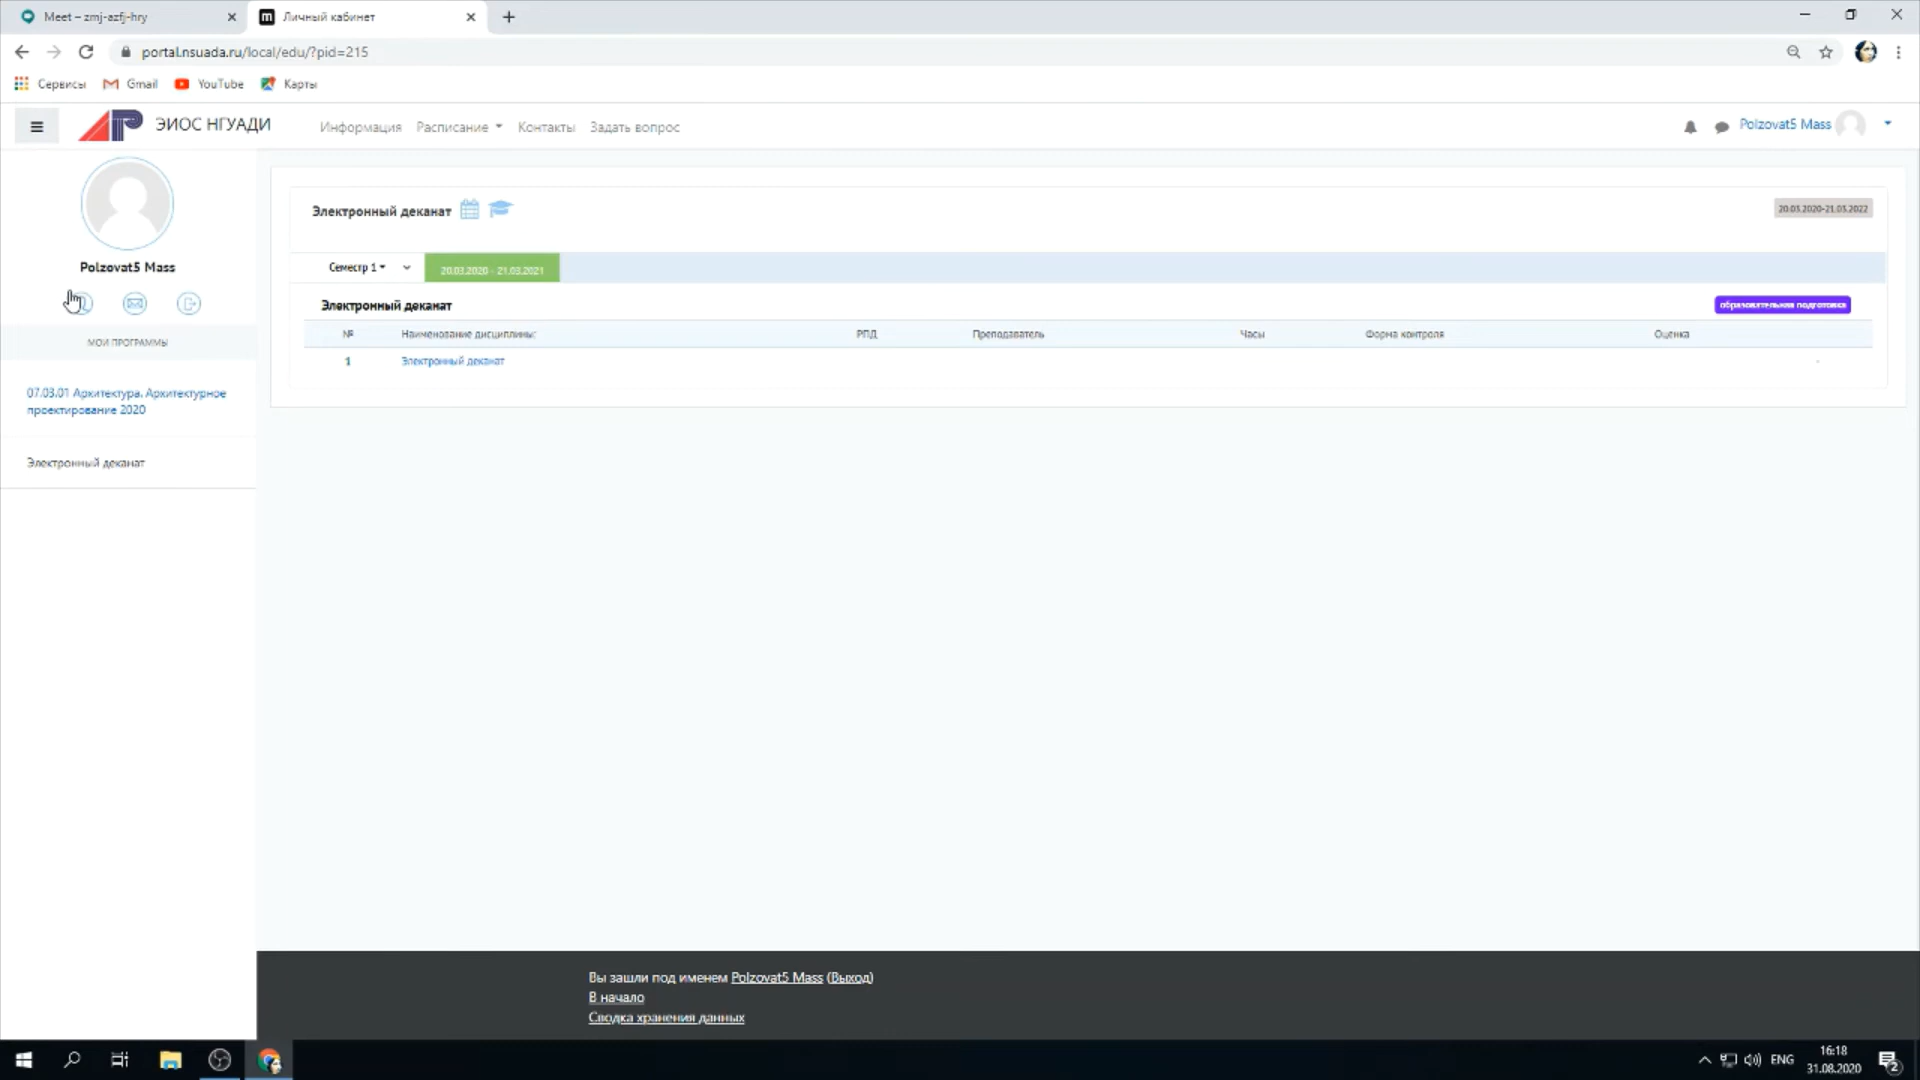 Meet – zmj-azfj-hry
Личный кабинет
portal.nsuada.ru/local/edu/?pid=215
Сервисы
Gmail
YouTube
Карты
ЭИОС НГУАДИ
Информация
Расписание
Контакты
Задать вопрос
Polzovat5 Mass
Polzovat5 Mass
МОИ ПРОГРАММЫ
07.03.01 Архитектура. Архитектурное
проектирование 2020
Электронный деканат
Электронный деканат
20.03.2020-21.03.2022
Семестр 1
20.03.2020 - 21.03.2021
Электронный деканат
образовательная подготовка
№ Наименование дисциплины: РПД Преподаватель Часы Форма контроля Оценка
1 Электронный деканат -
Вы зашли под именем Polzovat5 Mass (Выход)
В начало
Сводка хранения данных
ENG
16:18
31.08.2020
2